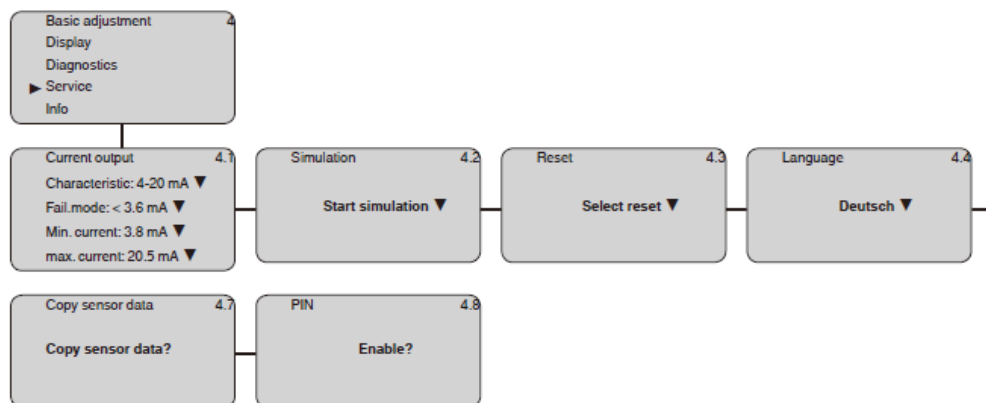 Basic adjustment 4
Display
Diagnostics
▶ Service
Info
Current output 4.1
Characteristic: 4-20 mA ▼
Fail.mode: < 3.6 mA ▼
Min. current: 3.8 mA ▼
max. current: 20.5 mA ▼
Simulation 4.2
Start simulation ▼
Reset 4.3
Select reset ▼
Language 4.4
Deutsch ▼
Copy sensor data 4.7
Copy sensor data?
PIN 4.8
Enable?